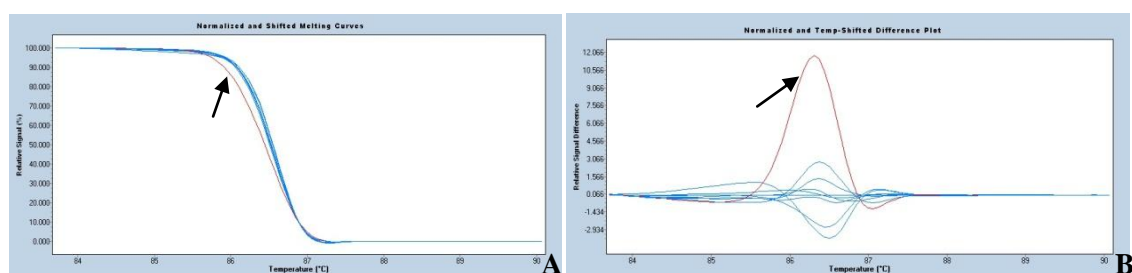 Normalized and Shifted Melting Curves
Relative Signal (%)
100.000
90.000
80.000
70.000
60.000
50.000
40.000
30.000
20.000
10.000
0.000
84 85 86 87 88 89 90
Temperature (°C)
A
Normalized and Temp-Shifted Difference Plot
Relative Signal Difference
12.066
10.566
9.066
7.566
6.066
4.566
3.066
1.566
0.066
-1.434
-2.934
84 85 86 87 88 89 90
Temperature (°C)
B